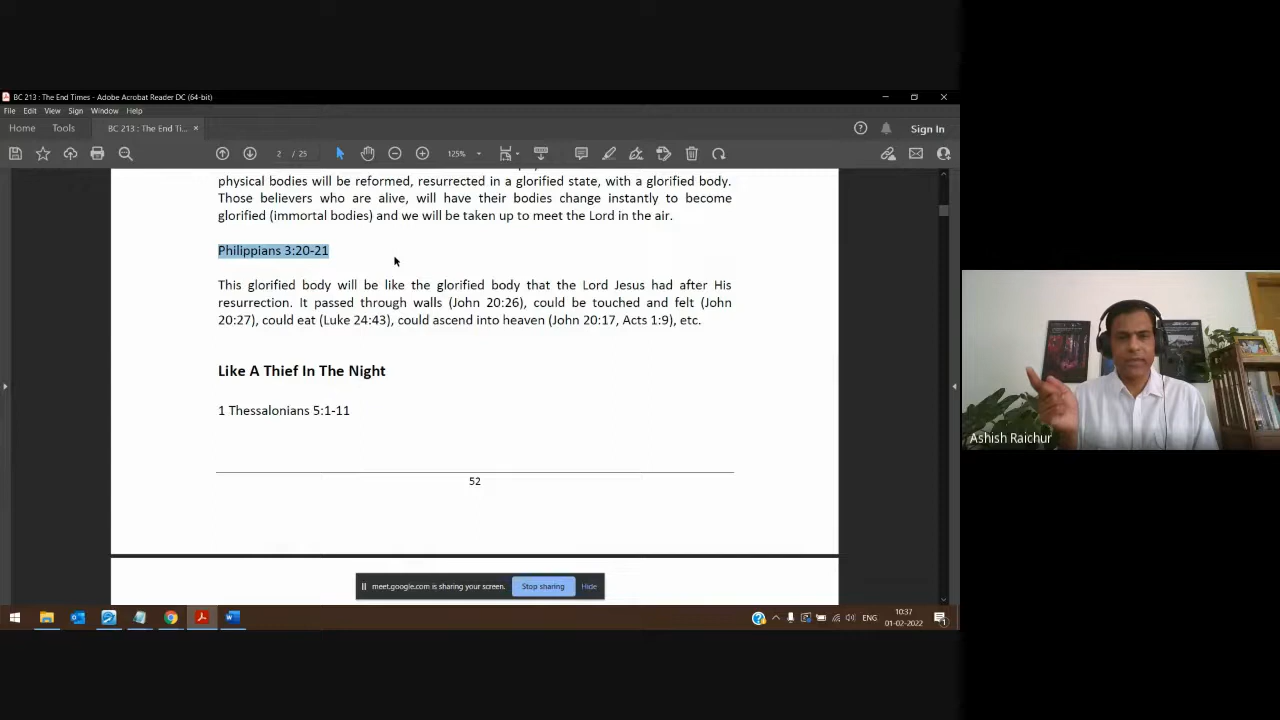 BC 213 : The End Times - Adobe Acrobat Reader DC (64-bit)
File Edit View Sign Window Help
Home Tools BC 213 : The End Ti... × Sign In
2 / 25 125%
physical bodies will be reformed, resurrected in a glorified state, with a glorified body.
Those believers who are alive, will have their bodies change instantly to become
glorified (immortal bodies) and we will be taken up to meet the Lord in the air.
Philippians 3:20-21
This glorified body will be like the glorified body that the Lord Jesus had after His
resurrection. It passed through walls (John 20:26), could be touched and felt (John
20:27), could eat (Luke 24:43), could ascend into heaven (John 20:17, Acts 1:9), etc.
Like A Thief In The Night
1 Thessalonians 5:1-11
52
Ashish Raichur
meet.google.com is sharing your screen. Stop sharing Hide
ENG 10:37
01-02-2022